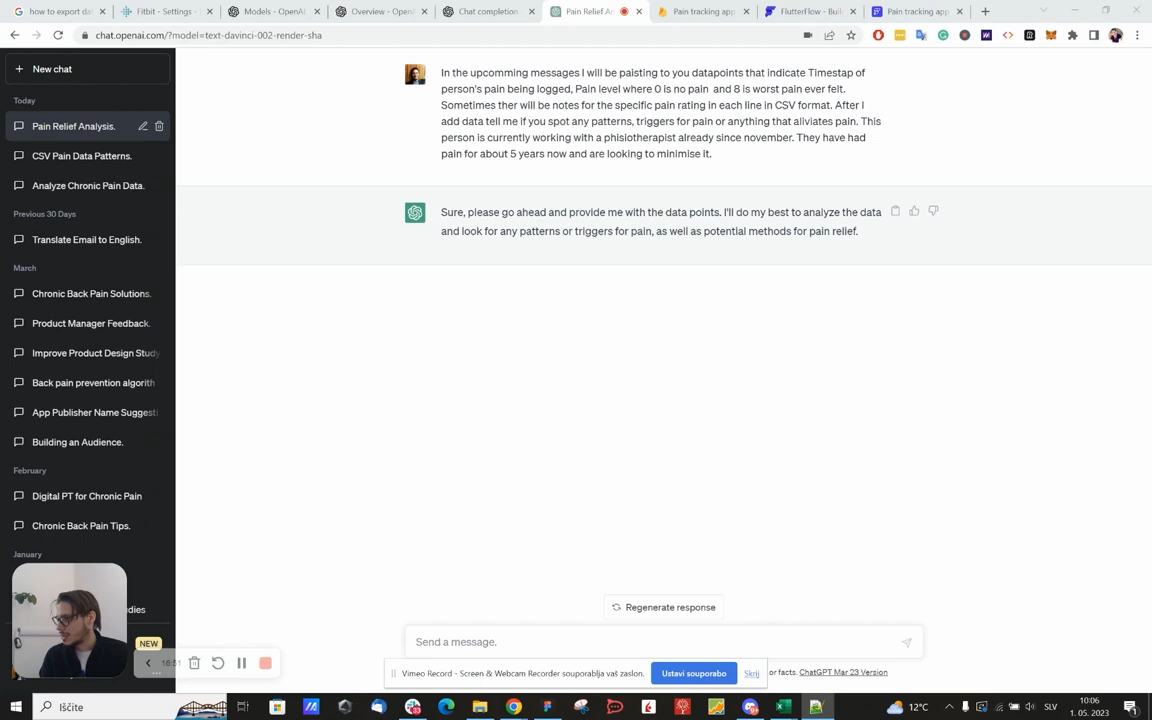 how to export dat
Fitbit - Settings -
Models - OpenAI
Overview - OpenA
Chat completion
Pain Relief An
Pain tracking app
FlutterFlow - Buil
Pain tracking app
chat.openai.com/?model=text-davinci-002-render-sha
New chat
Today
Pain Relief Analysis.
CSV Pain Data Patterns.
Analyze Chronic Pain Data.
Previous 30 Days
Translate Email to English.
March
Chronic Back Pain Solutions.
Product Manager Feedback.
Improve Product Design Study
Back pain prevention algorith
App Publisher Name Suggesti
Building an Audience.
February
Digital PT for Chronic Pain
Chronic Back Pain Tips.
January
udies
NEW
16:51
In the upcomming messages I will be paisting to you datapoints that indicate Timestap of
person's pain being logged, Pain level where 0 is no pain and 8 is worst pain ever felt.
Sometimes ther will be notes for the specific pain rating in each line in CSV format. After I
add data tell me if you spot any patterns, triggers for pain or anything that aliviates pain. This
person is currently working with a phisiotherapist already since november. They have had
pain for about 5 years now and are looking to minimise it.
Sure, please go ahead and provide me with the data points. I'll do my best to analyze the data
and look for any patterns or triggers for pain, as well as potential methods for pain relief.
Regenerate response
Send a message.
Vimeo Record - Screen & Webcam Recorder souporablja vaš zaslon.
Ustavi souporabo
Skrij
or facts. ChatGPT Mar 23 Version
Iščite
12°C
SLV
10:06
1. 05. 2023